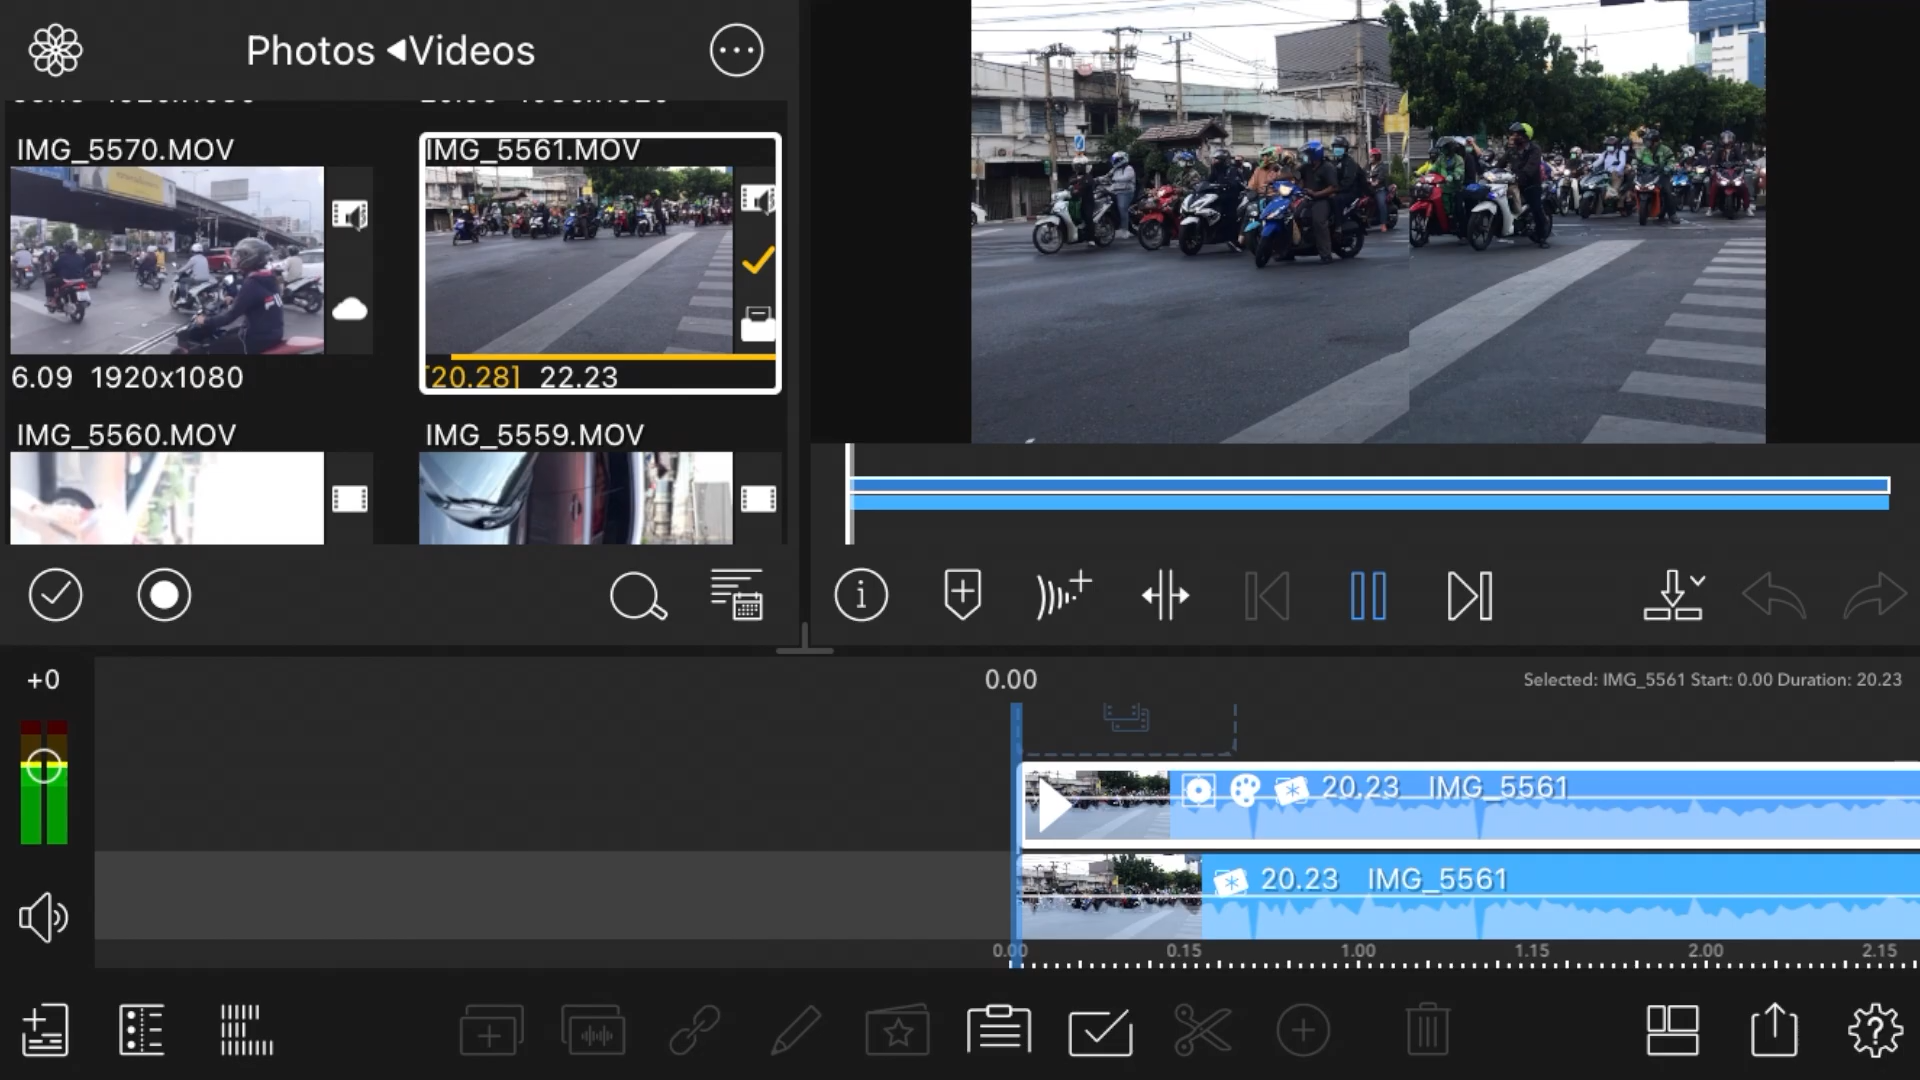 Photos ◀Videos
IMG_5570.MOV
IMG_5561.MOV
6.09 1920x1080
[20.28] 22.23
IMG_5560.MOV
IMG_5559.MOV
+0
0.00
Selected: IMG_5561 Start: 0.00 Duration: 20.23
20.23 IMG_5561
20.23 IMG_5561
0.00 0.15 1.00 1.15 2.00 2.15